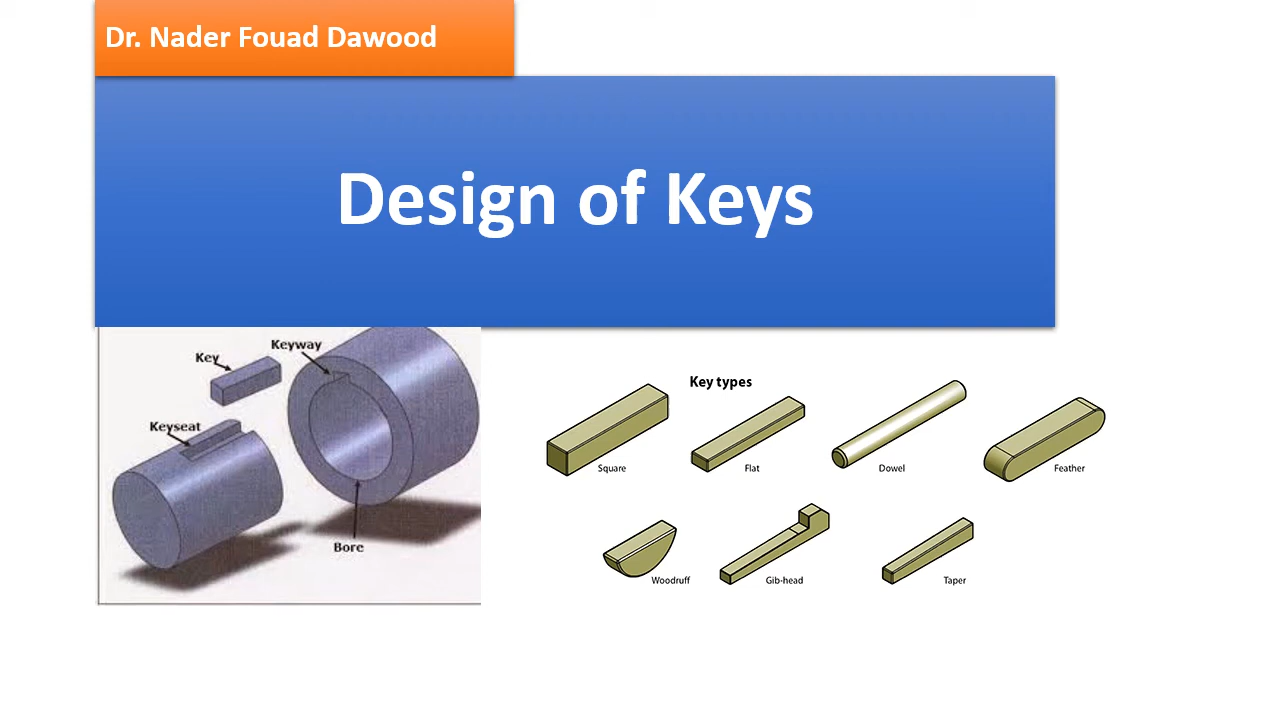 Dr. Nader Fouad Dawood
Design of Keys
Key
Keyway
Keyseat
Bore
Key types
Square
Flat
Dowel
Feather
Woodruff
Gib-head
Taper